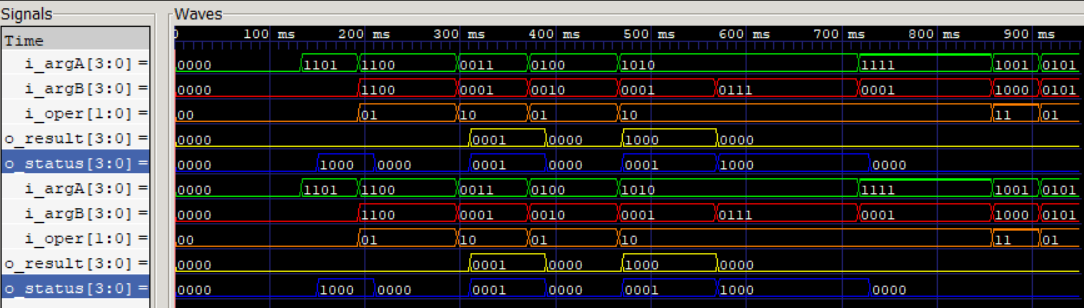 Signals Waves
Time 0 100 ms 200 ms 300 ms 400 ms 500 ms 600 ms 700 ms 800 ms 900 ms
i_argA[3:0] = 0000 1101 1100 0011 0100 1010 1111 1001 0101
i_argB[3:0] = 0000 1100 0001 0010 0001 0111 0001 1000 0101
i_oper[1:0] = 00 01 10 01 10 11 01
o_result[3:0] = 0000 0001 0000 1000 0000
o_status[3:0] = 0000 1000 0000 0001 0000 0001 1000 0000
i_argA[3:0] = 0000 1101 1100 0011 0100 1010 1111 1001 0101
i_argB[3:0] = 0000 1100 0001 0010 0001 0111 0001 1000 0101
i_oper[1:0] = 00 01 10 01 10 11 01
o_result[3:0] = 0000 0001 0000 1000 0000
o_status[3:0] = 0000 1000 0000 0001 0000 0001 1000 0000